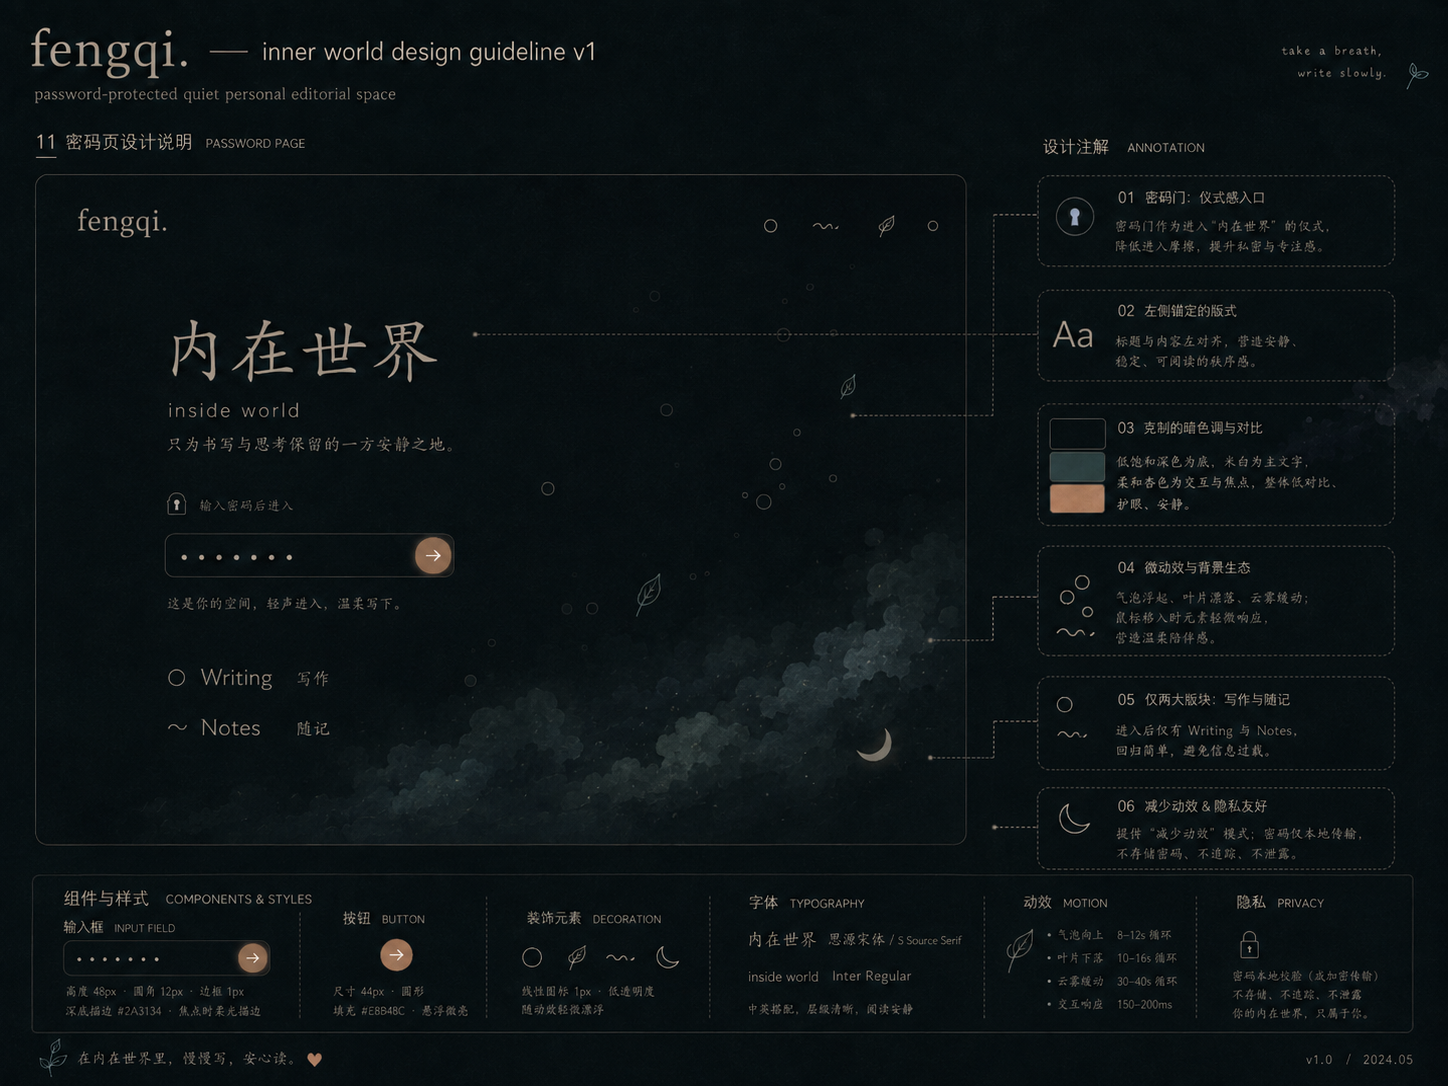 fengqi. — inner world design guideline v1
password-protected quiet personal editorial space
take a breath,
write slowly.
11 密码页设计说明 PASSWORD PAGE
fengqi.
内在世界
inside world
只为书写与思考保留的一方安静之地。
输入密码后进入
这是你的空间，轻声进入，温柔写下。
Writing 写作
Notes 随记
设计注解 ANNOTATION
01 密码门：仪式感入口
密码门作为进入“内在世界”的仪式，
降低进入摩擦，提升私密与专注感。
Aa
02 左侧锚定的版式
标题与内容左对齐，营造安静、
稳定、可阅读的秩序感。
03 克制的暗色调与对比
低饱和深色为底，米白为主文字，
柔和杏色为交互与焦点，整体低对比、
护眼、安静。
04 微动效与背景生态
气泡浮起、叶片漂落、云雾缓动；
鼠标移入时元素轻微响应，
营造温柔陪伴感。
05 仅两大版块：写作与随记
进入后仅有 Writing 与 Notes，
回归简单，避免信息过载。
06 减少动效 & 隐私友好
提供“减少动效”模式；密码仅本地传输，
不存储密码、不追踪、不泄露。
组件与样式 COMPONENTS & STYLES
输入框 INPUT FIELD
高度 48px · 圆角 12px · 边框 1px
深底描边 #2A3134 · 焦点时柔光描边
按钮 BUTTON
尺寸 44px · 圆形
填充 #E8B48C · 悬浮微亮
装饰元素 DECORATION
线性图标 1px · 低透明度
随动效轻微漂浮
字体 TYPOGRAPHY
内在世界 思源宋体 / S Source Serif
inside world Inter Regular
中英搭配，层级清晰，阅读安静
动效 MOTION
• 气泡向上 8–12s 循环
• 叶片下落 10–16s 循环
• 云雾缓动 30–40s 循环
• 交互响应 150–200ms
隐私 PRIVACY
密码本地校验（或加密传输）
不存储、不追踪、不泄露
你的内在世界，只属于你。
在内在世界里，慢慢写，安心读。
v1.0 / 2024.05